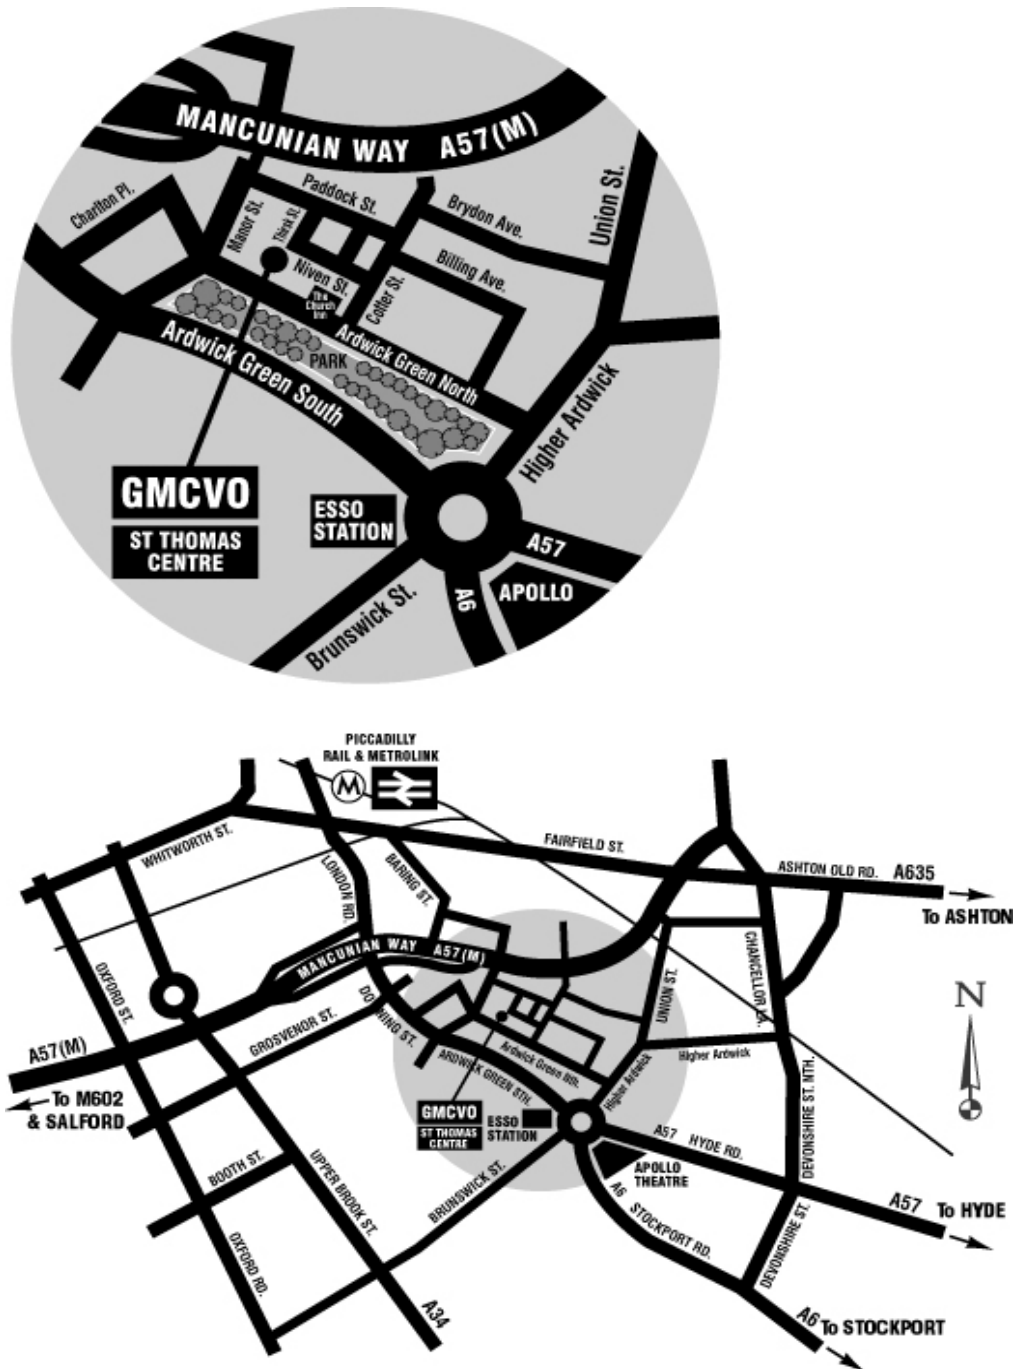 MANCUNIAN WAY A57(M)
Charlton Pl.
Manor St.
Thirsk St.
Paddock St.
Brydon Ave.
Union St.
Niven St.
Billing Ave.
The
Church
Inn
Cotter St.
Ardwick Green North
PARK
Ardwick Green South
Higher Ardwick
GMCVO
ST THOMAS
CENTRE
ESSO
STATION
A57
A6
APOLLO
Brunswick St.
PICCADILLY
RAIL & METROLINK
M
WHITWORTH ST.
LONDON RD.
BARING ST.
FAIRFIELD ST.
ASHTON OLD RD. A635
To ASHTON
MANCUNIAN WAY A57(M)
OXFORD ST.
CHANCELLOR LA.
UNION ST.
N
DOWNING ST.
GROSVENOR ST.
A57(M)
To M602
& SALFORD
ARDWICK GREEN STH.
Ardwick Green Nth.
Higher Ardwick
Higher Ardwick
GMCVO
ST THOMAS
CENTRE
ESSO
STATION
A57 HYDE RD.
DEVONSHIRE ST. NTH.
APOLLO
THEATRE
BOOTH ST.
UPPER BROOK ST.
BRUNSWICK ST.
A6 STOCKPORT RD.
DEVONSHIRE ST.
A57
To HYDE
OXFORD RD.
A34
A6
To STOCKPORT